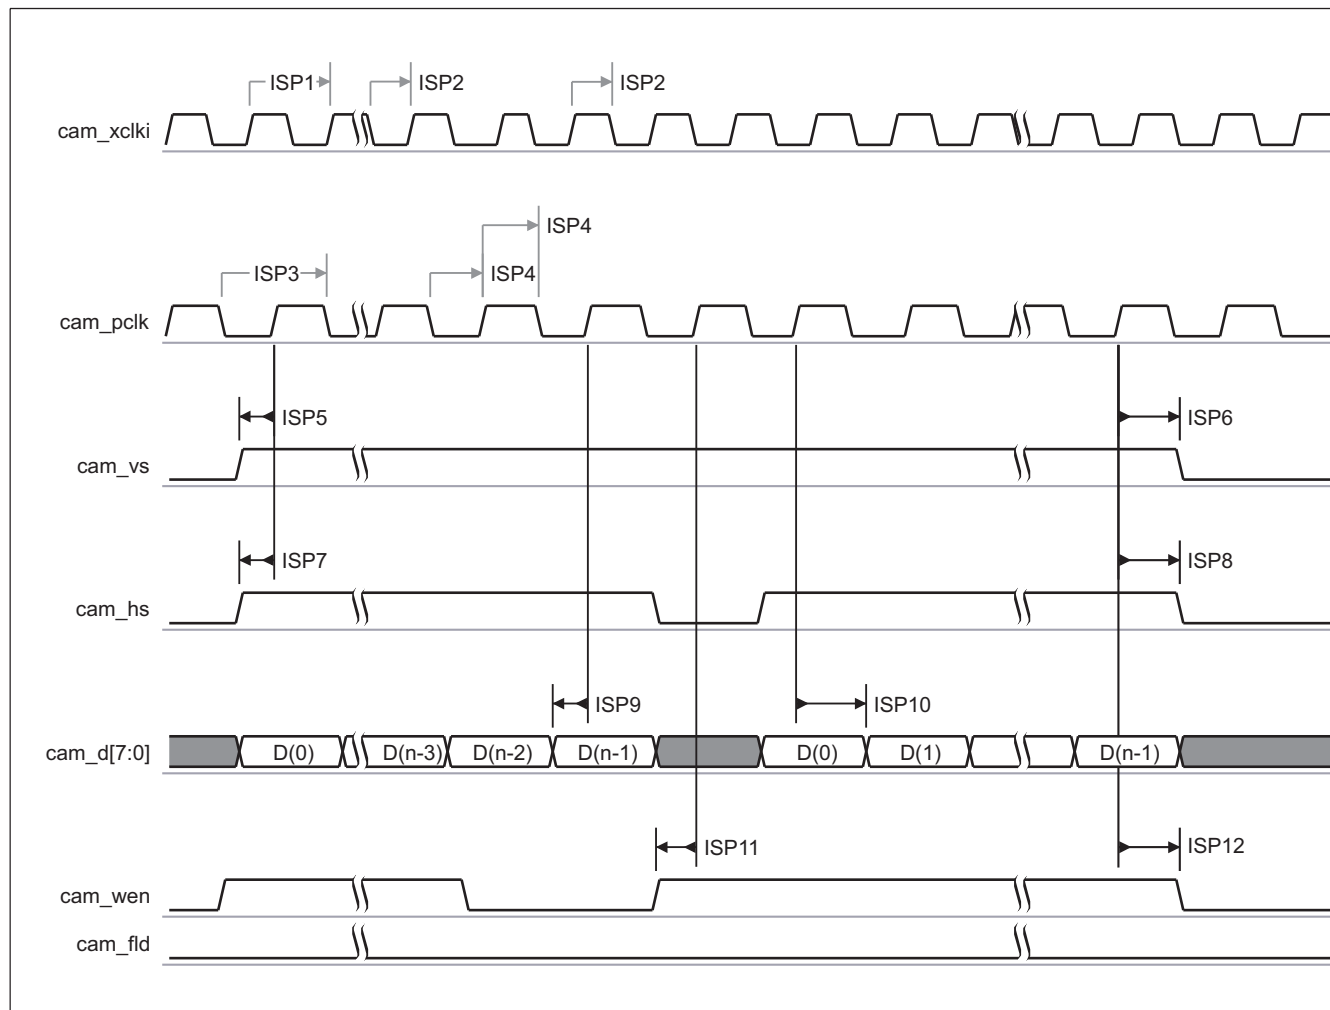 ISP1 ISP2 ISP2
cam_xclki
ISP4
ISP3 ISP4
cam_pclk
ISP5 ISP6
cam_vs
ISP7 ISP8
cam_hs
ISP9 ISP10
cam_d[7:0] D(0) D(n-3) D(n-2) D(n-1) D(0) D(1) D(n-1)
ISP11 ISP12
cam_wen
cam_fld